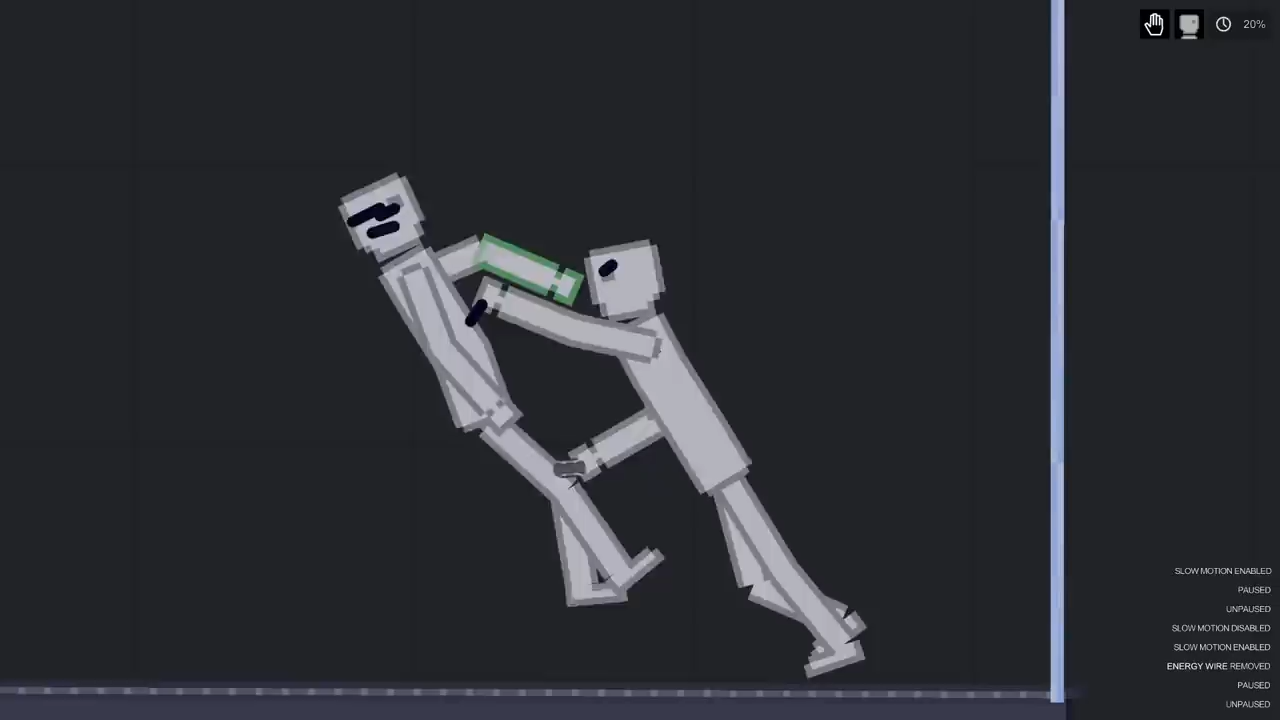 20%
SLOW MOTION ENABLED
PAUSED
UNPAUSED
SLOW MOTION DISABLED
SLOW MOTION ENABLED
ENERGY WIRE REMOVED
PAUSED
UNPAUSED